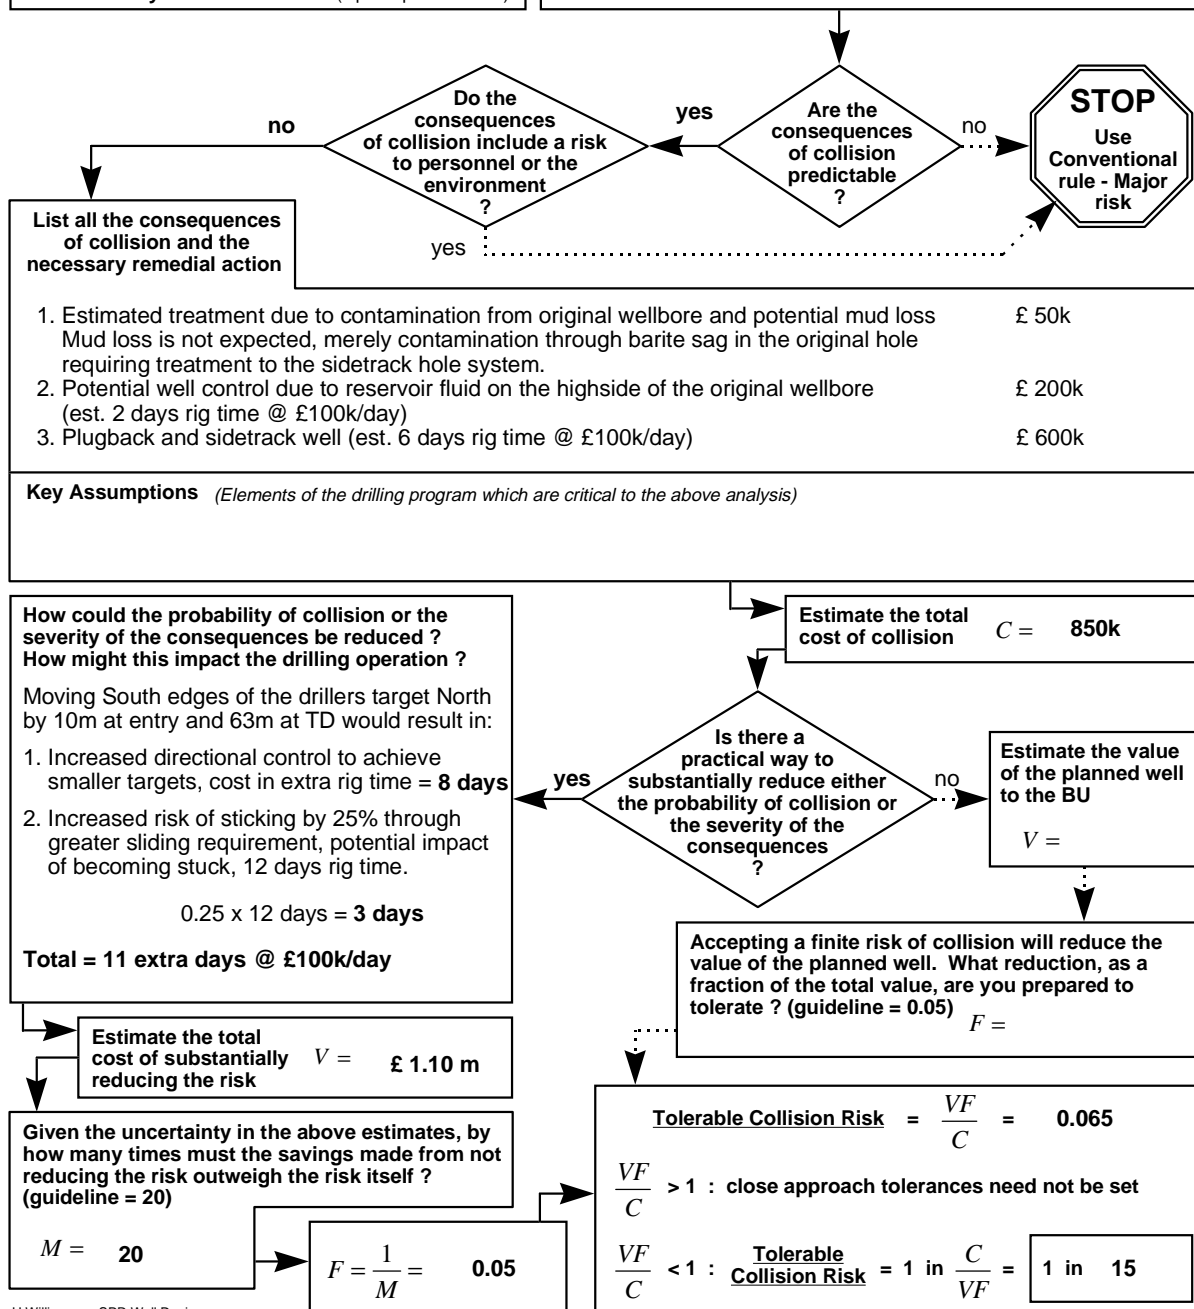 Do the
consequences
of collision include a risk
to personnel or the
environment
?
no
yes
Are the
consequences
of collision
predictable
?
no
STOP
Use
Conventional
rule - Major
risk
yes
List all the consequences
of collision and the
necessary remedial action
1. Estimated treatment due to contamination from original wellbore and potential mud loss £ 50k
Mud loss is not expected, merely contamination through barite sag in the original hole
requiring treatment to the sidetrack hole system.
2. Potential well control due to reservoir fluid on the highside of the original wellbore £ 200k
(est. 2 days rig time @ £100k/day)
3. Plugback and sidetrack well (est. 6 days rig time @ £100k/day) £ 600k
Key Assumptions (Elements of the drilling program which are critical to the above analysis)
Estimate the total
cost of collision C = 850k
How could the probability of collision or the
severity of the consequences be reduced ?
How might this impact the drilling operation ?
Moving South edges of the drillers target North
by 10m at entry and 63m at TD would result in:
1. Increased directional control to achieve
smaller targets, cost in extra rig time = 8 days
2. Increased risk of sticking by 25% through
greater sliding requirement, potential impact
of becoming stuck, 12 days rig time.
0.25 x 12 days = 3 days
Total = 11 extra days @ £100k/day
yes
Is there a
practical way to
substantially reduce either
the probability of collision or
the severity of the
consequences
?
no
Estimate the value
of the planned well
to the BU
V =
Accepting a finite risk of collision will reduce the
value of the planned well. What reduction, as a
fraction of the total value, are you prepared to
tolerate ? (guideline = 0.05) F =
Estimate the total
cost of substantially V = £ 1.10 m
reducing the risk
Given the uncertainty in the above estimates, by
how many times must the savings made from not
reducing the risk outweigh the risk itself ?
(guideline = 20)
M = 20
F = 1/M = 0.05
Tolerable Collision Risk = VF/C = 0.065
VF/C > 1 : close approach tolerances need not be set
VF/C < 1 : Tolerable Collision Risk = 1 in C/VF = 1 in 15